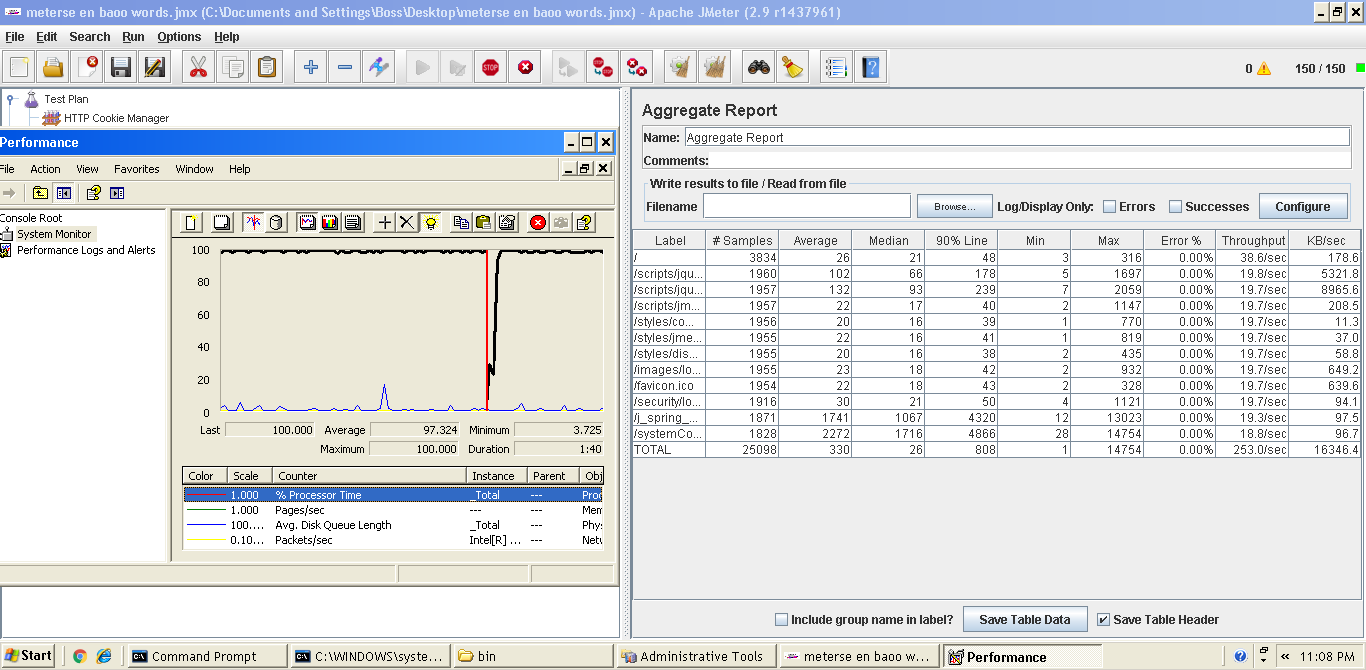 meterse en baoo words.jmx (C:\Documents and Settings\Boss\Desktop\meterse en baoo words.jmx) - Apache JMeter (2.9 r1437961)
File Edit Search Run Options Help
0 150 / 150
Test Plan
HTTP Cookie Manager
Performance
File Action View Favorites Window Help
Console Root
System Monitor
Performance Logs and Alerts
100
80
60
40
20
0
Last 100.000 Average 97.324 Minimum 3.725
Maximum 100.000 Duration 1:40
Color Scale Counter Instance Parent Obj
1.000 % Processor Time _Total --- Proc
1.000 Pages/sec --- --- Mem
100.... Avg. Disk Queue Length _Total --- Phys
0.10... Packets/sec Intel[R] ... --- Netw
Aggregate Report
Name: Aggregate Report
Comments:
Write results to file / Read from file
Filename Browse... Log/Display Only: Errors Successes Configure
Label # Samples Average Median 90% Line Min Max Error % Throughput KB/sec
/ 3834 26 21 48 3 316 0.00% 38.6/sec 178.6
/scripts/jqu... 1960 102 66 178 5 1697 0.00% 19.8/sec 5321.8
/scripts/jqu... 1957 132 93 239 7 2059 0.00% 19.7/sec 8965.6
/scripts/jm... 1957 22 17 40 2 1147 0.00% 19.7/sec 208.5
/styles/co... 1956 20 16 39 1 770 0.00% 19.7/sec 11.3
/styles/jme... 1955 22 16 41 1 819 0.00% 19.7/sec 37.0
/styles/dis... 1955 20 16 38 2 435 0.00% 19.7/sec 58.8
/images/lo... 1955 23 18 42 2 932 0.00% 19.7/sec 649.2
/favicon.ico 1954 22 18 43 2 328 0.00% 19.7/sec 639.6
/security/lo... 1916 30 21 50 4 1121 0.00% 19.7/sec 94.1
/j_spring_... 1871 1741 1067 4320 12 13023 0.00% 19.3/sec 97.5
/systemCo... 1828 2272 1716 4866 28 14754 0.00% 18.8/sec 96.7
TOTAL 25098 330 26 808 1 14754 0.00% 253.0/sec 16346.4
Include group name in label? Save Table Data Save Table Header
Start Command Prompt C:\WINDOWS\syste... bin Administrative Tools meterse en baoo w... Performance « 11:08 PM